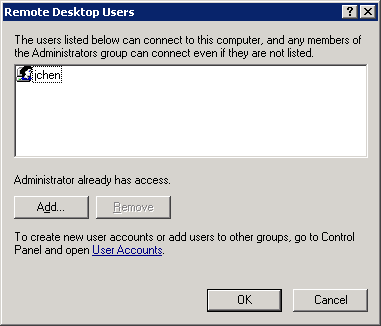 Remote Desktop Users
The users listed below can connect to this computer, and any members of
the Administrators group can connect even if they are not listed.
jchen
Administrator already has access.
Add... Remove
To create new user accounts or add users to other groups, go to Control
Panel and open User Accounts.
OK Cancel